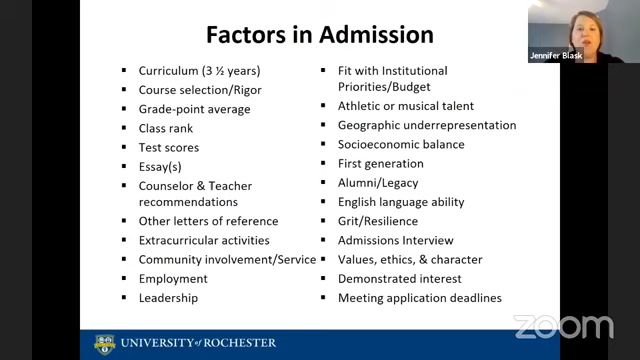 Factors in Admission
Jennifer Blask
Curriculum (3 ½ years)
Course selection/Rigor
Grade-point average
Class rank
Test scores
Essay(s)
Counselor & Teacher
recommendations
Other letters of reference
Extracurricular activities
Community involvement/Service
Employment
Leadership
Fit with Institutional
Priorities/Budget
Athletic or musical talent
Geographic underrepresentation
Socioeconomic balance
First generation
Alumni/Legacy
English language ability
Grit/Resilience
Admissions Interview
Values, ethics, & character
Demonstrated interest
Meeting application deadlines
zoom
UNIVERSITY of ROCHESTER